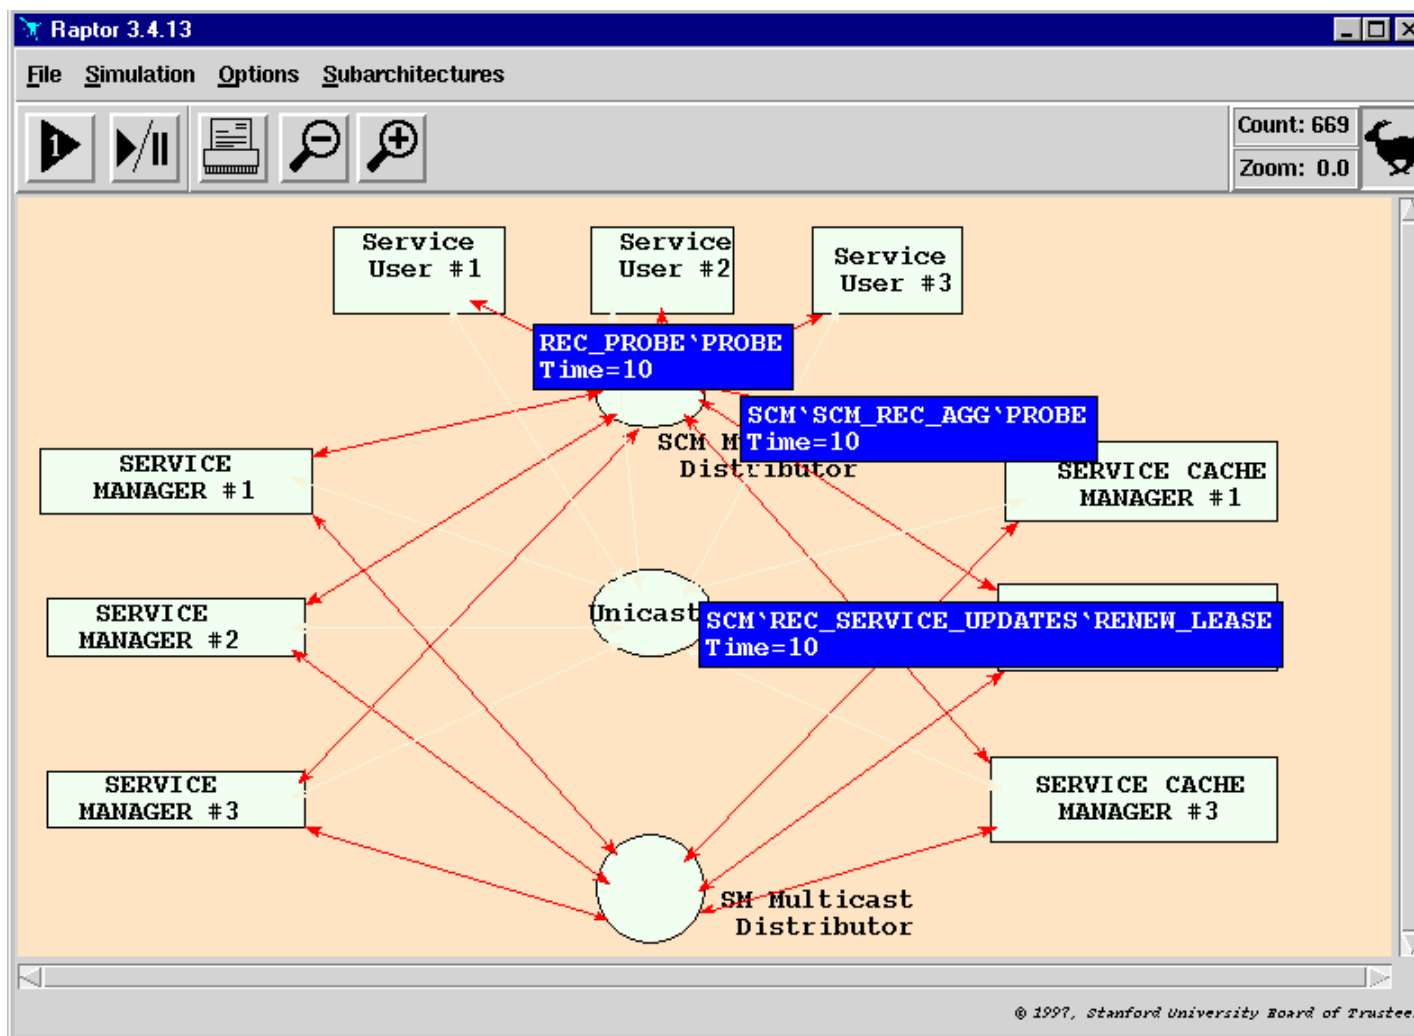 Raptor 3.4.13
File Simulation Options Subarchitectures
1
Count: 669
Zoom: 0.0
Service
User #1
Service
User #2
Service
User #3
REC_PROBE`PROBE
Time=10
SCM`SCM_REC_AGG`PROBE
Time=10
SCM
Distributor
SERVICE
MANAGER #1
SERVICE CACHE
MANAGER #1
SERVICE
MANAGER #2
Unicast
SCM`REC_SERVICE_UPDATES`RENEW_LEASE
Time=10
SERVICE
MANAGER #3
SERVICE CACHE
MANAGER #3
SM Multicast
Distributor
© 1997, Stanford University Board of Trustee